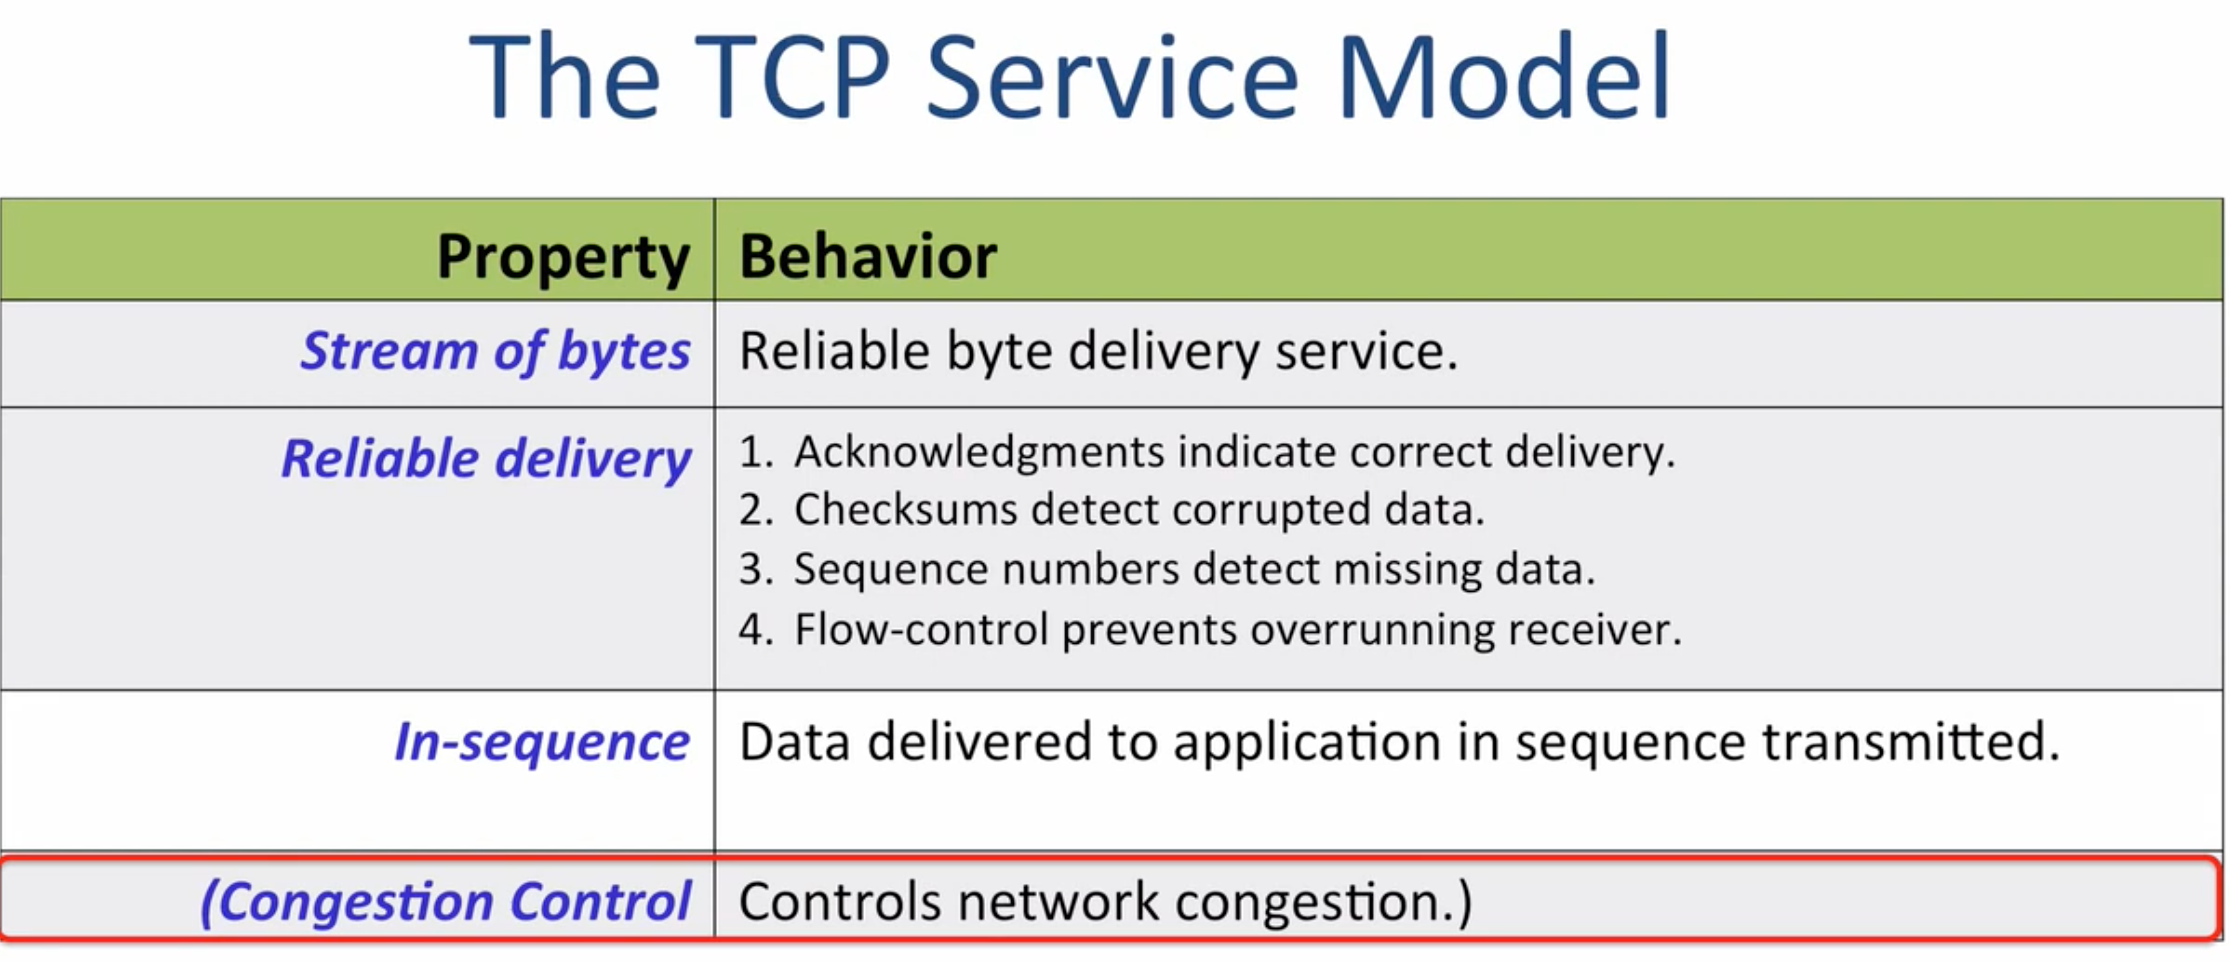 The TCP Service Model
Property Behavior
Stream of bytes Reliable byte delivery service.
Reliable delivery 1. Acknowledgments indicate correct delivery.
2. Checksums detect corrupted data.
3. Sequence numbers detect missing data.
4. Flow-control prevents overrunning receiver.
In-sequence Data delivered to application in sequence transmitted.
(Congestion Control Controls network congestion.)